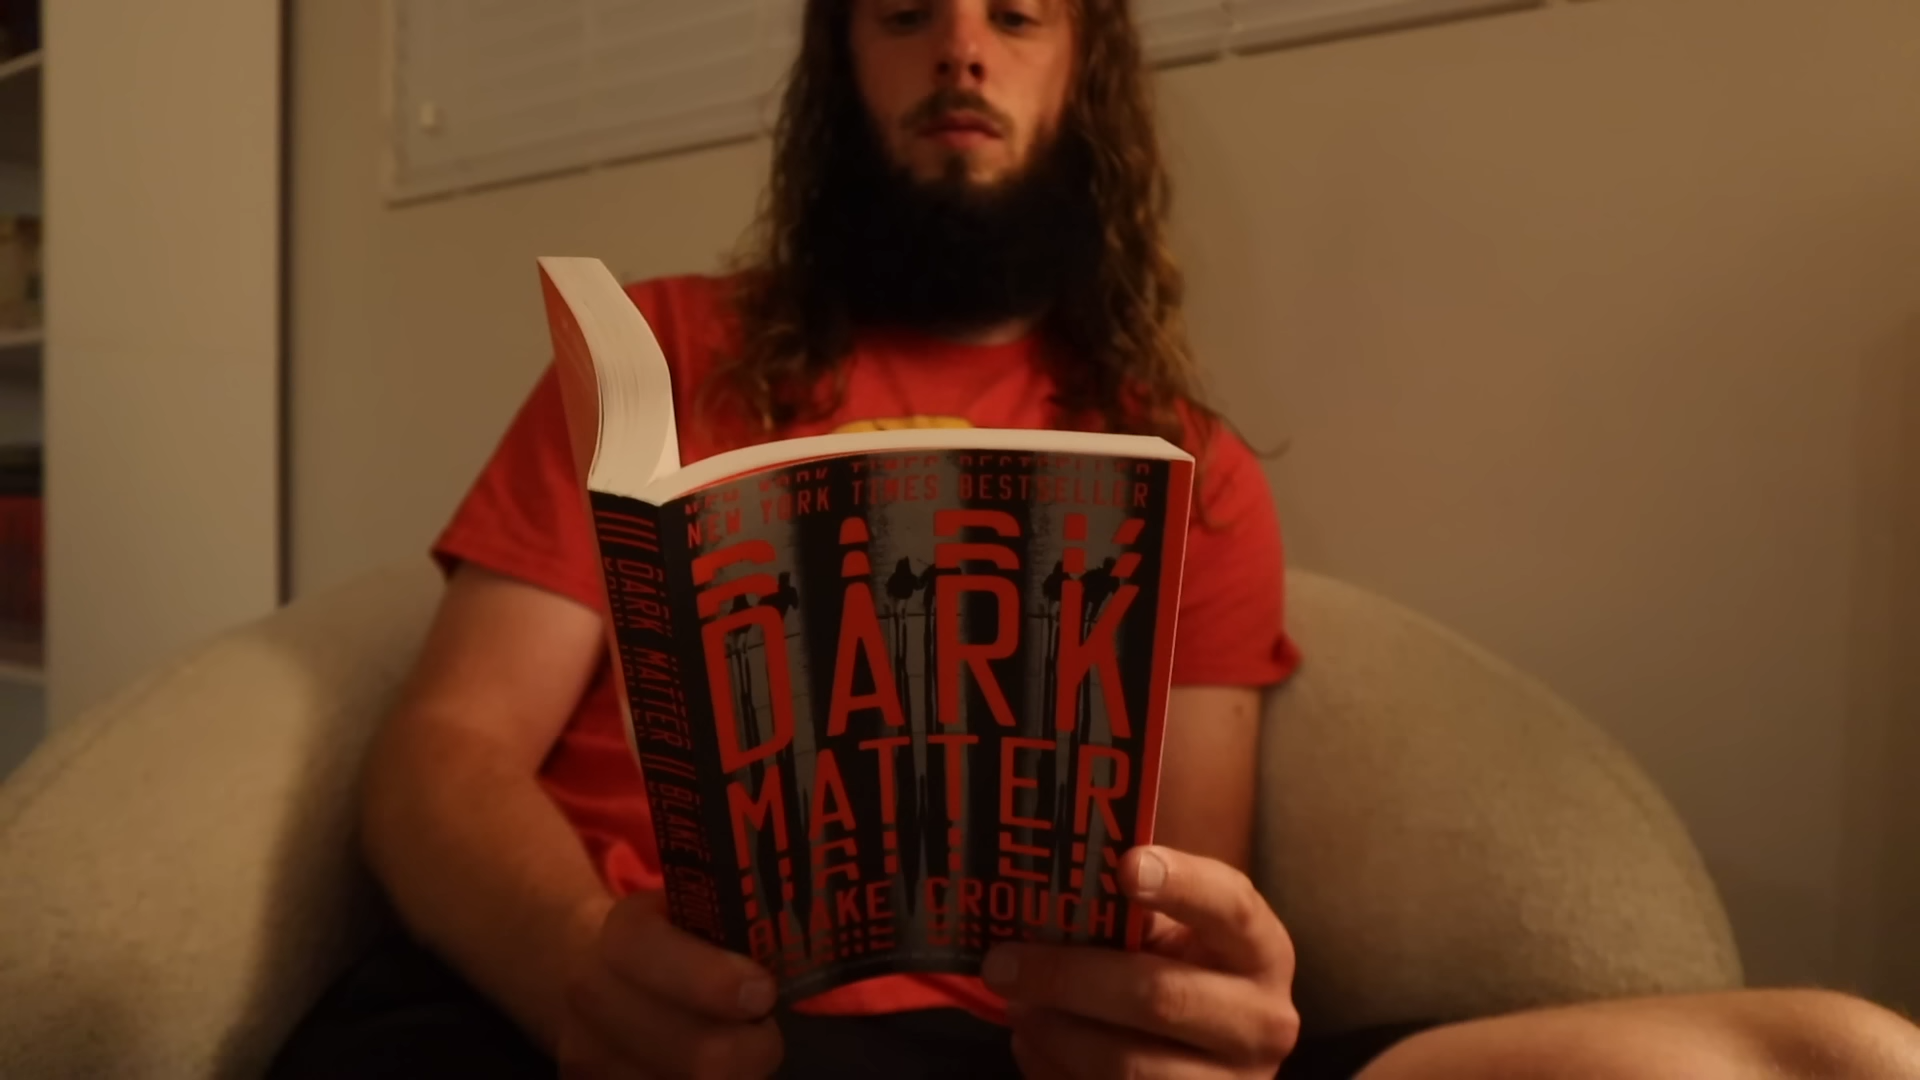 NEW YORK TIMES BESTSELLER
DARK
MATTER
BLAKE CROUCH
/// DARK MATTER // BLAKE CROUCH